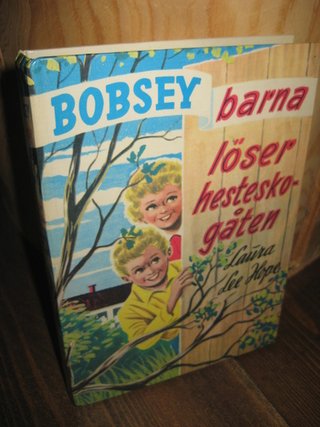 BOBSEY barna
löser
hestesko-
gåten
Laura
Lee Hope